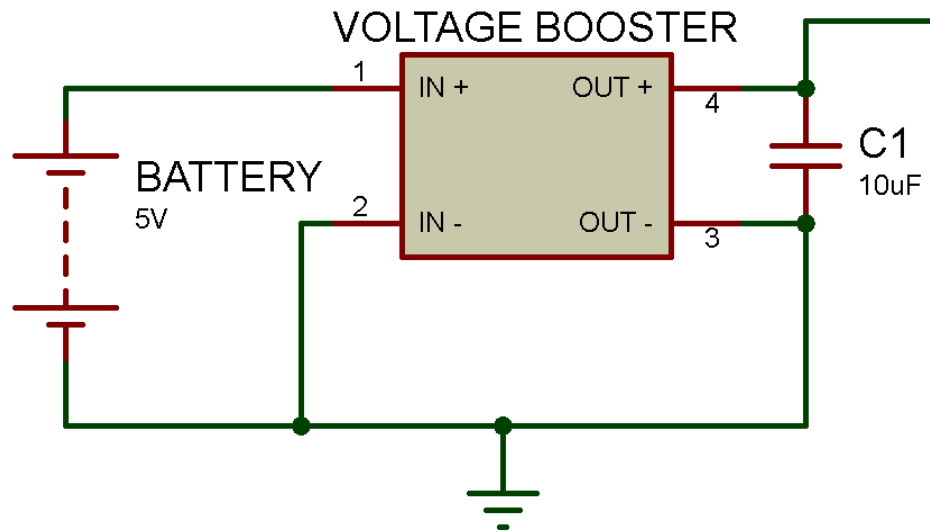 VOLTAGE BOOSTER
1
IN +
OUT +
4
BATTERY
5V
C1
10uF
2
IN -
OUT -
3